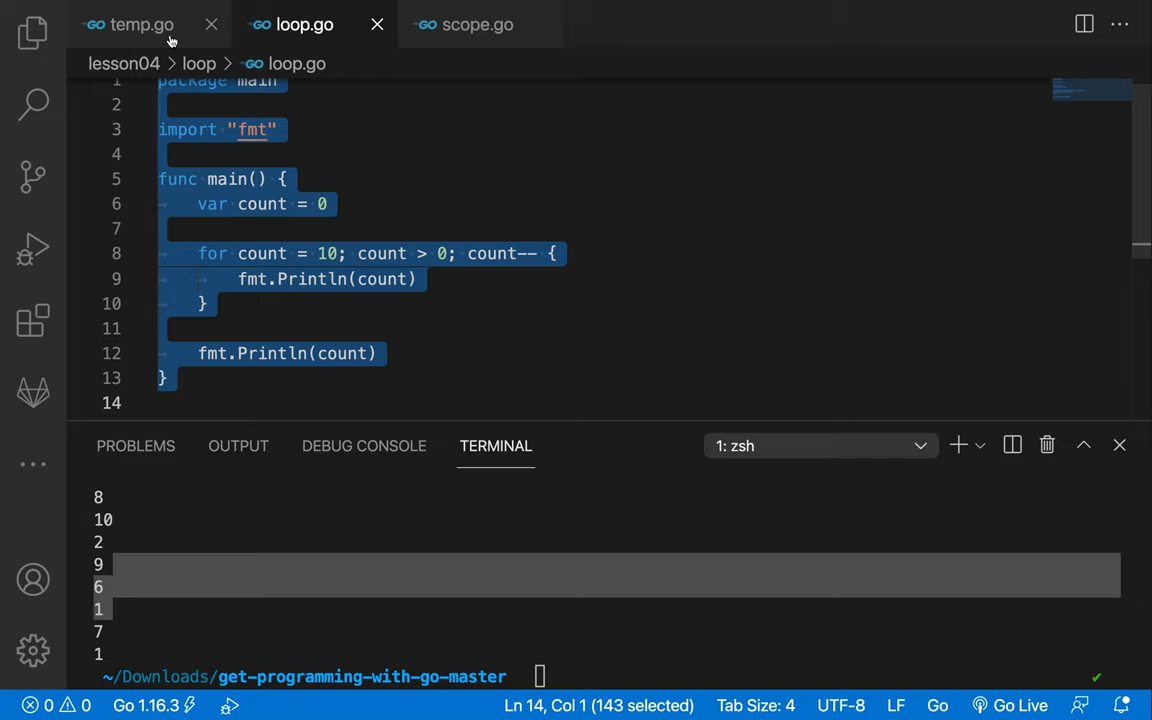 GO temp.go
GO loop.go
GO scope.go
lesson04 > loop > GO loop.go
1 package main
2
3 import "fmt"
4
5 func main() {
6 var count = 0
7
8 for count = 10; count > 0; count-- {
9 fmt.Println(count)
10 }
11
12 fmt.Println(count)
13 }
14
PROBLEMS OUTPUT DEBUG CONSOLE TERMINAL 1: zsh
8
10
2
9
6
1
7
1
~/Downloads/get-programming-with-go-master
0 0 Go 1.16.3 Ln 14, Col 1 (143 selected) Tab Size: 4 UTF-8 LF Go Go Live